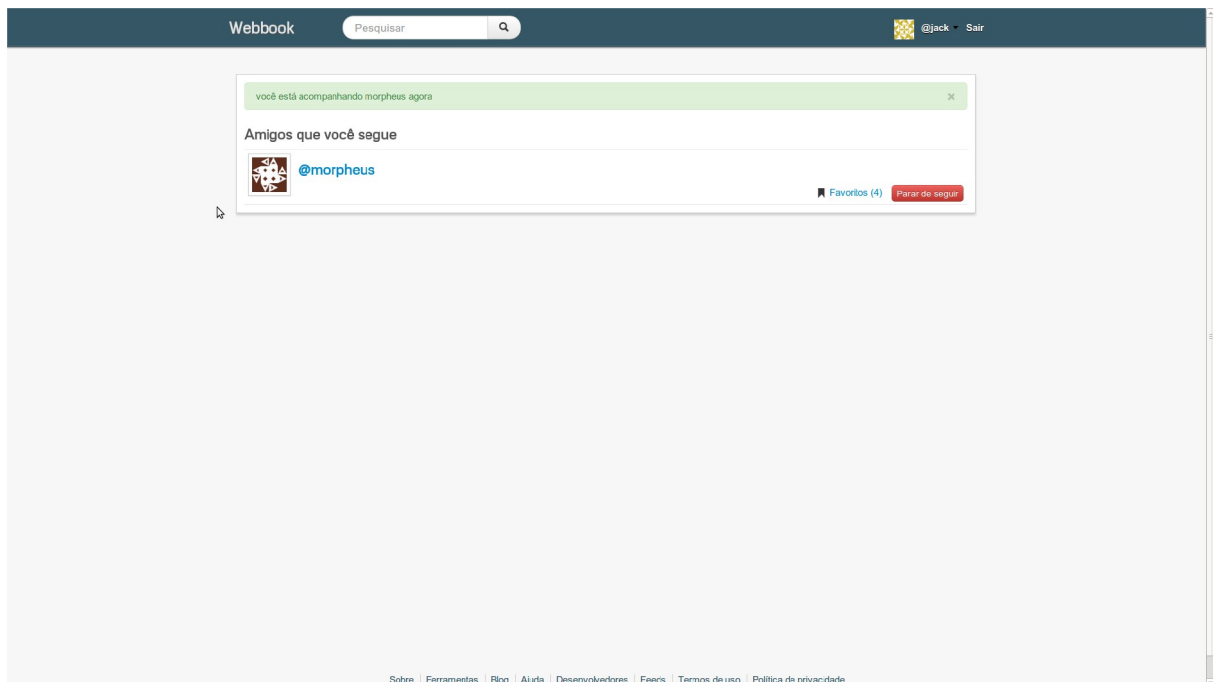 Webbook Pesquisar @jack Sair
você está acompanhando morpheus agora ×
Amigos que você segue
@morpheus
Favoritos (4) Parar de seguir
Sobre Ferramentas Blog Ajuda Desenvolvedores Feeds Termos de uso Política de privacidade